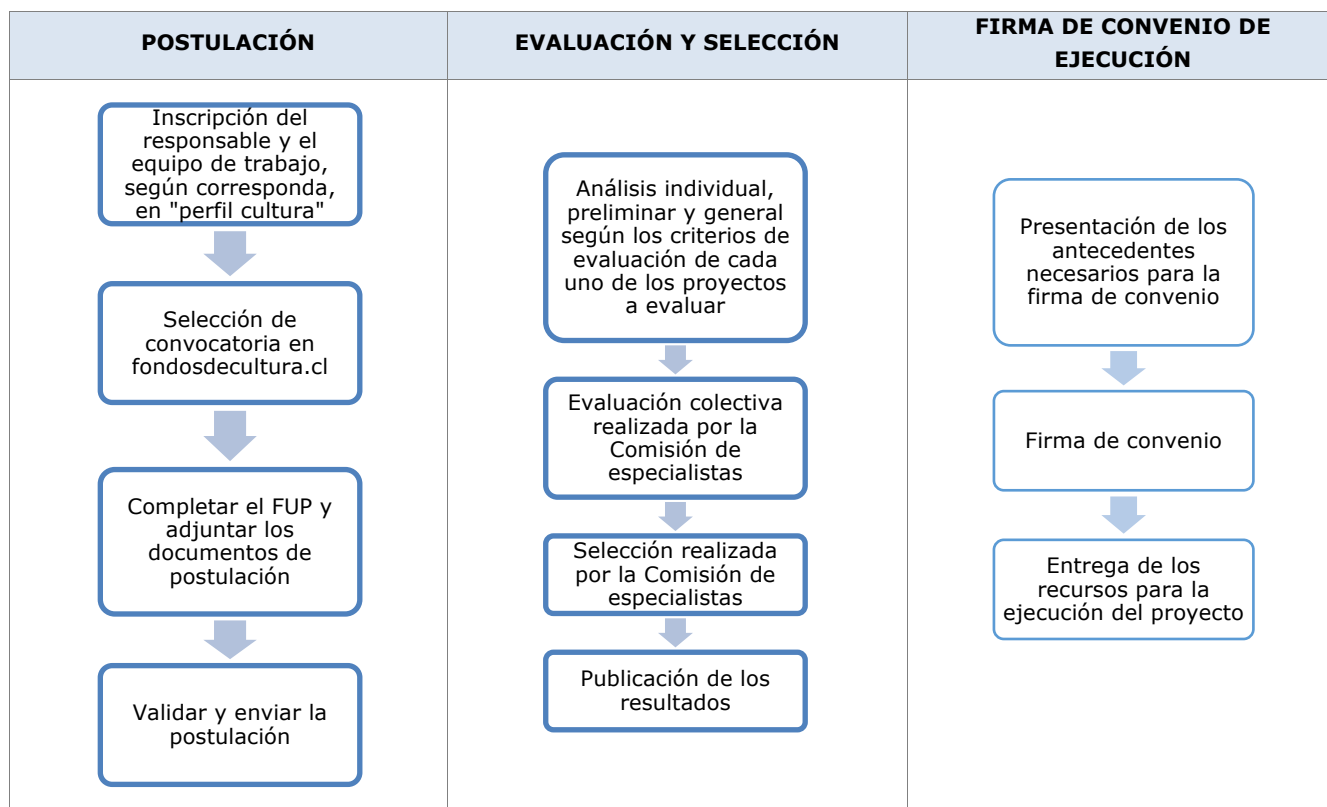 POSTULACIÓN
Inscripción del
responsable y el
equipo de trabajo,
según corresponda,
en "perfil cultura"
Selección de
convocatoria en
fondosdecultura.cl
Completar el FUP y
adjuntar los
documentos de
postulación
Validar y enviar la
postulación
EVALUACIÓN Y SELECCIÓN
Análisis individual,
preliminar y general
según los criterios de
evaluación de cada
uno de los proyectos
a evaluar
Evaluación colectiva
realizada por la
Comisión de
especialistas
Selección realizada
por la Comisión de
especialistas
Publicación de los
resultados
FIRMA DE CONVENIO DE
EJECUCIÓN
Presentación de los
antecedentes
necesarios para la
firma de convenio
Firma de convenio
Entrega de los
recursos para la
ejecución del proyecto